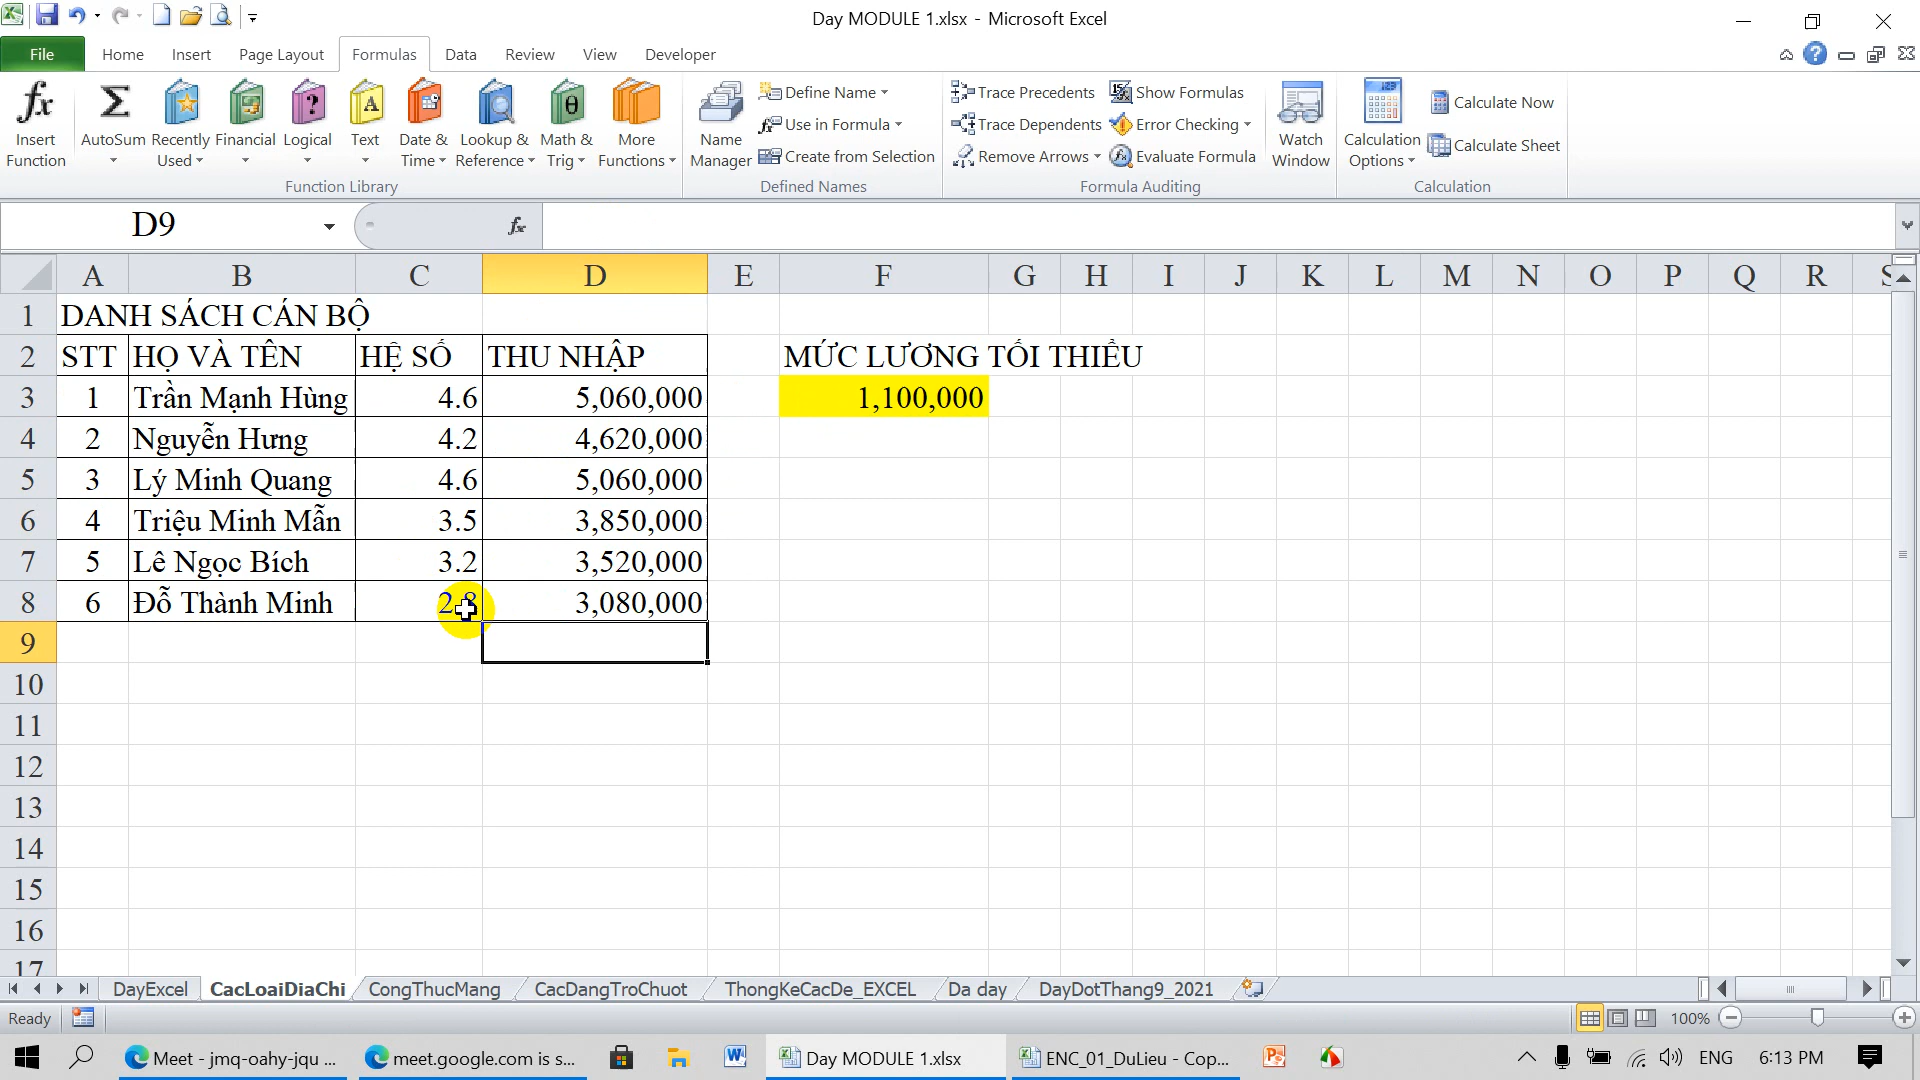 Day MODULE 1.xlsx - Microsoft Excel
File Home Insert Page Layout Formulas Data Review View Developer
Insert Function
AutoSum
Recently Used
Financial
Logical
Text
Date & Time
Lookup & Reference
Math & Trig
More Functions
Function Library
Name Manager
Define Name
Use in Formula
Create from Selection
Defined Names
Trace Precedents
Trace Dependents
Remove Arrows
Show Formulas
Error Checking
Evaluate Formula
Formula Auditing
Watch Window
Calculation Options
Calculate Now
Calculate Sheet
Calculation
D9 fx
A B C D E F G H I J K L M N O P Q R S
1 DANH SÁCH CÁN BỘ
2 STT HỌ VÀ TÊN HỆ SỐ THU NHẬP MỨC LƯƠNG TỐI THIỂU
3 1 Trần Mạnh Hùng 4.6 5,060,000 1,100,000
4 2 Nguyễn Hưng 4.2 4,620,000
5 3 Lý Minh Quang 4.6 5,060,000
6 4 Triệu Minh Mẫn 3.5 3,850,000
7 5 Lê Ngọc Bích 3.2 3,520,000
8 6 Đỗ Thành Minh 2.8 3,080,000
9
10
11
12
13
14
15
16
17
DayExcel CacLoaiDiaChi CongThucMang CacDangTroChuot ThongKeCacDe_EXCEL Da day DayDotThang9_2021
Ready 100%
Meet - jmq-oahy-jqu ... meet.google.com is s... Day MODULE 1.xlsx ENC_01_DuLieu - Cop... ENG 6:13 PM